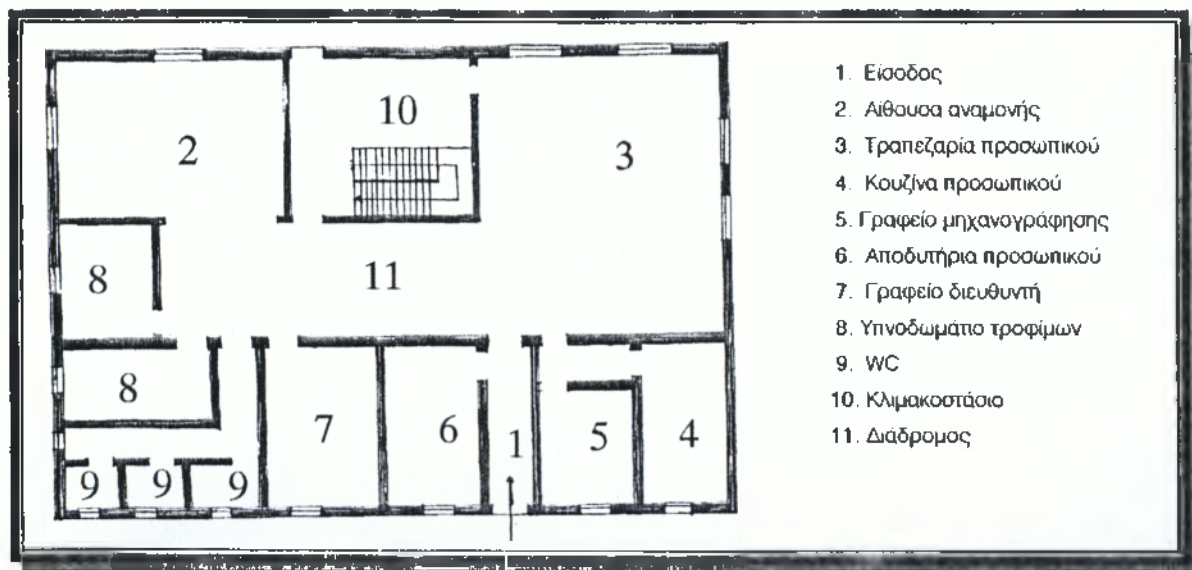 1. Είσοδος
2. Αίθουσα αναμονής
3. Τραπεζαρία προσωπικού
4. Κουζίνα προσωπικού
5. Γραφείο μηχανογράφησης
6. Αποδυτήρια προσωπικού
7. Γραφείο διευθυντή
8. Υπνοδωμάτιο τροφίμων
9. WC
10. Κλιμακοστάσιο
11. Διάδρομος
10
2
3
8
11
8
7
6
1
5
4
9
9
9